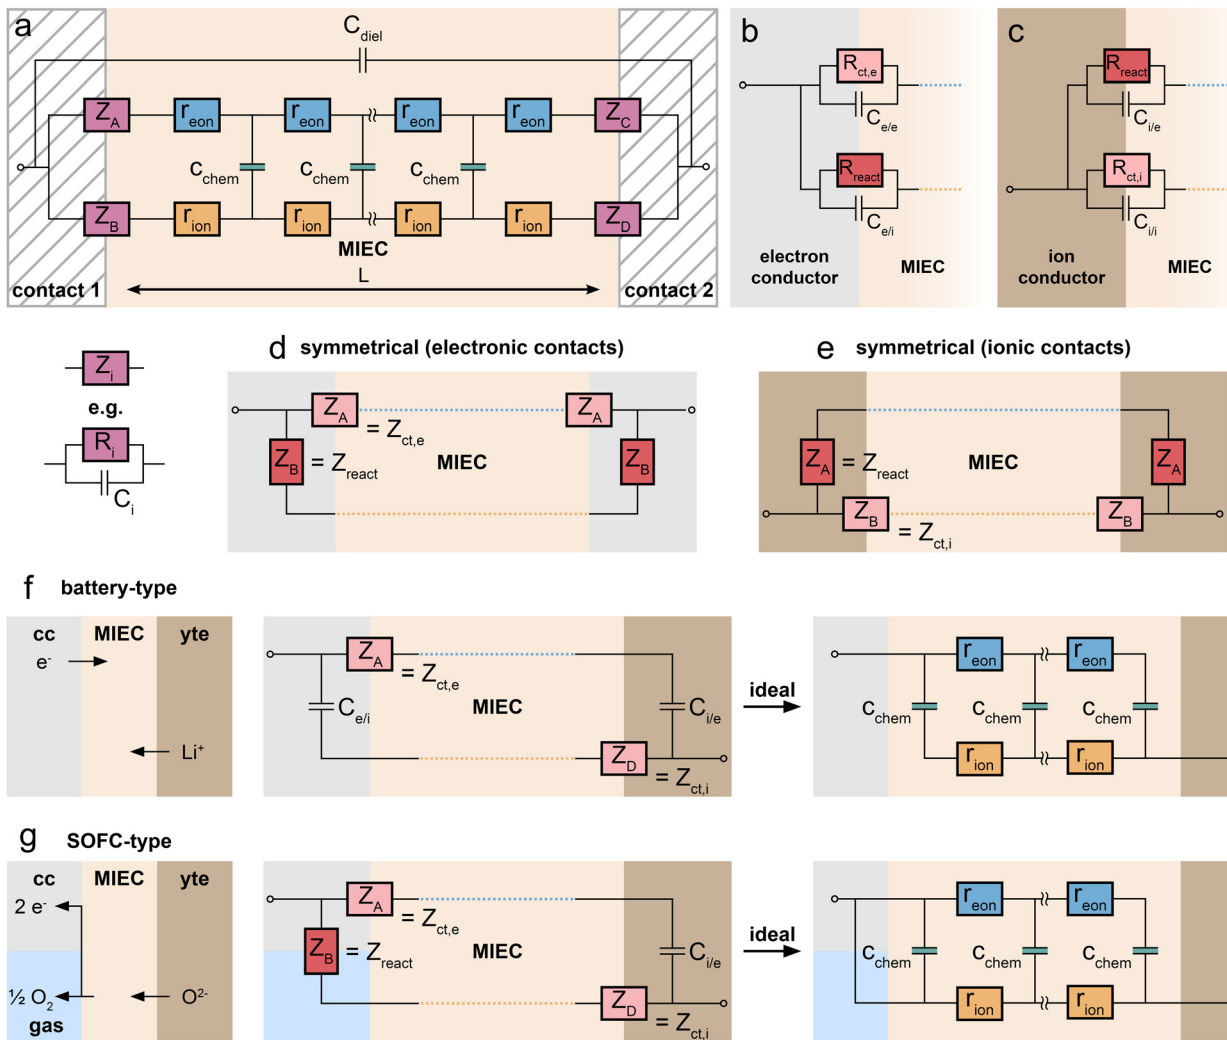 a
C_diel
Z_A r_eon r_eon r_eon r_eon Z_C
c_chem c_chem c_chem
Z_B r_ion r_ion r_ion r_ion Z_D
MIEC
L
contact 1
contact 2
b
R_ct,e
C_e/e
R_react
C_e/i
electron
conductor
MIEC
c
R_react
C_i/e
R_ct,i
C_i/i
ion
conductor
MIEC
Z_i
e.g.
R_i
C_i
d symmetrical (electronic contacts)
Z_A Z_A
= Z_ct,e
Z_B = Z_react MIEC Z_B
e symmetrical (ionic contacts)
Z_A = Z_react MIEC Z_A
Z_B Z_B
= Z_ct,i
f battery-type
cc MIEC yte
e⁻
Li⁺
Z_A
= Z_ct,e
C_e/i MIEC C_i/e
Z_D
= Z_ct,i
ideal
r_eon r_eon
c_chem c_chem c_chem
r_ion r_ion
g SOFC-type
cc MIEC yte
2 e⁻
½ O₂ O²⁻
gas
Z_A
= Z_ct,e
Z_B = Z_react MIEC C_i/e
Z_D
= Z_ct,i
ideal
r_eon r_eon
c_chem c_chem c_chem
r_ion r_ion